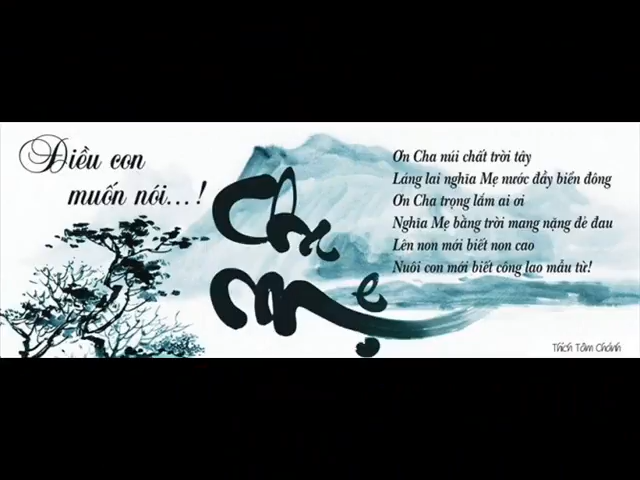 Điều con
muốn nói...!
Cha
Mẹ
Ơn Cha núi chất trời tây
Láng lai nghĩa Mẹ nước đầy biển đông
Ơn Cha trọng lắm ai ơi
Nghĩa Mẹ bằng trời mang nặng đẻ đau
Lên non mới biết non cao
Nuôi con mới biết công lao mẫu từ!
Thích Tâm Chánh